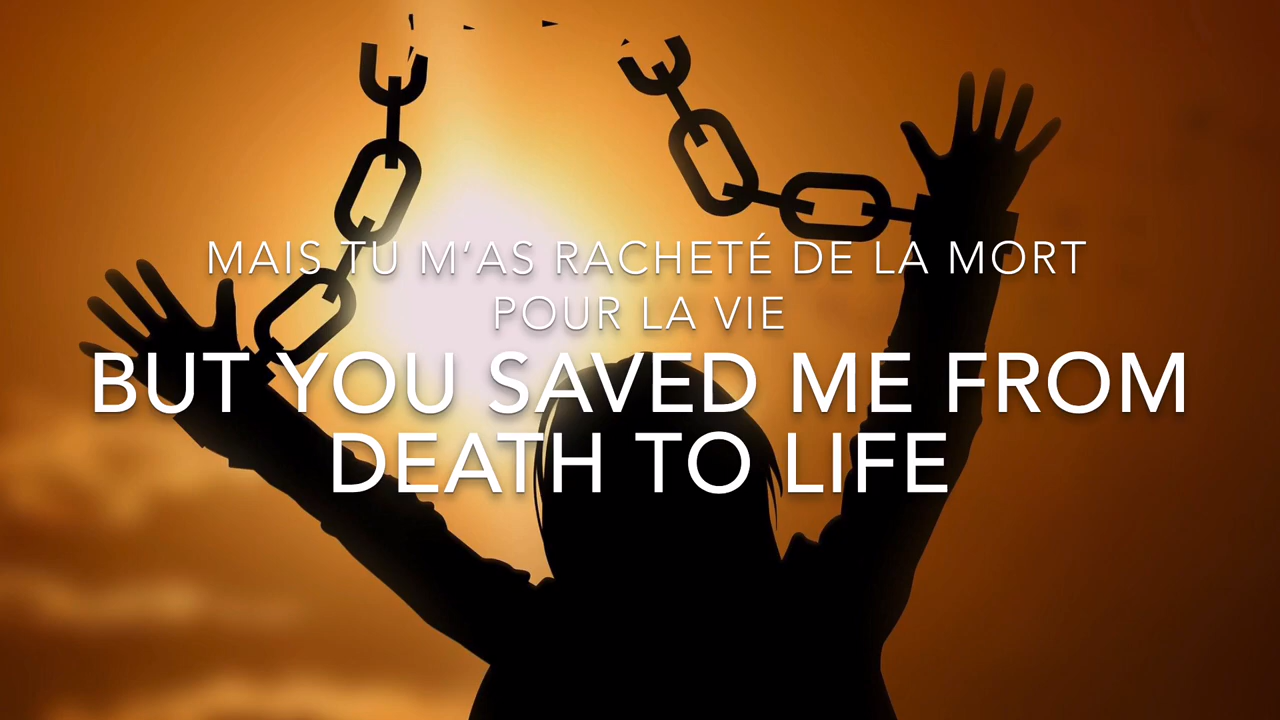 MAIS TU M'AS RACHETÉ DE LA MORT
POUR LA VIE
BUT YOU SAVED ME FROM
DEATH TO LIFE